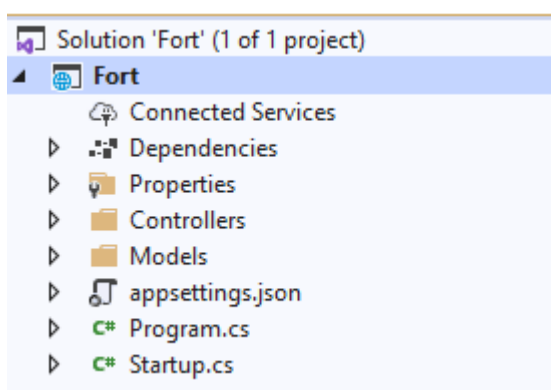 Solution 'Fort' (1 of 1 project)
Fort
Connected Services
Dependencies
Properties
Controllers
Models
appsettings.json
C# Program.cs
C# Startup.cs